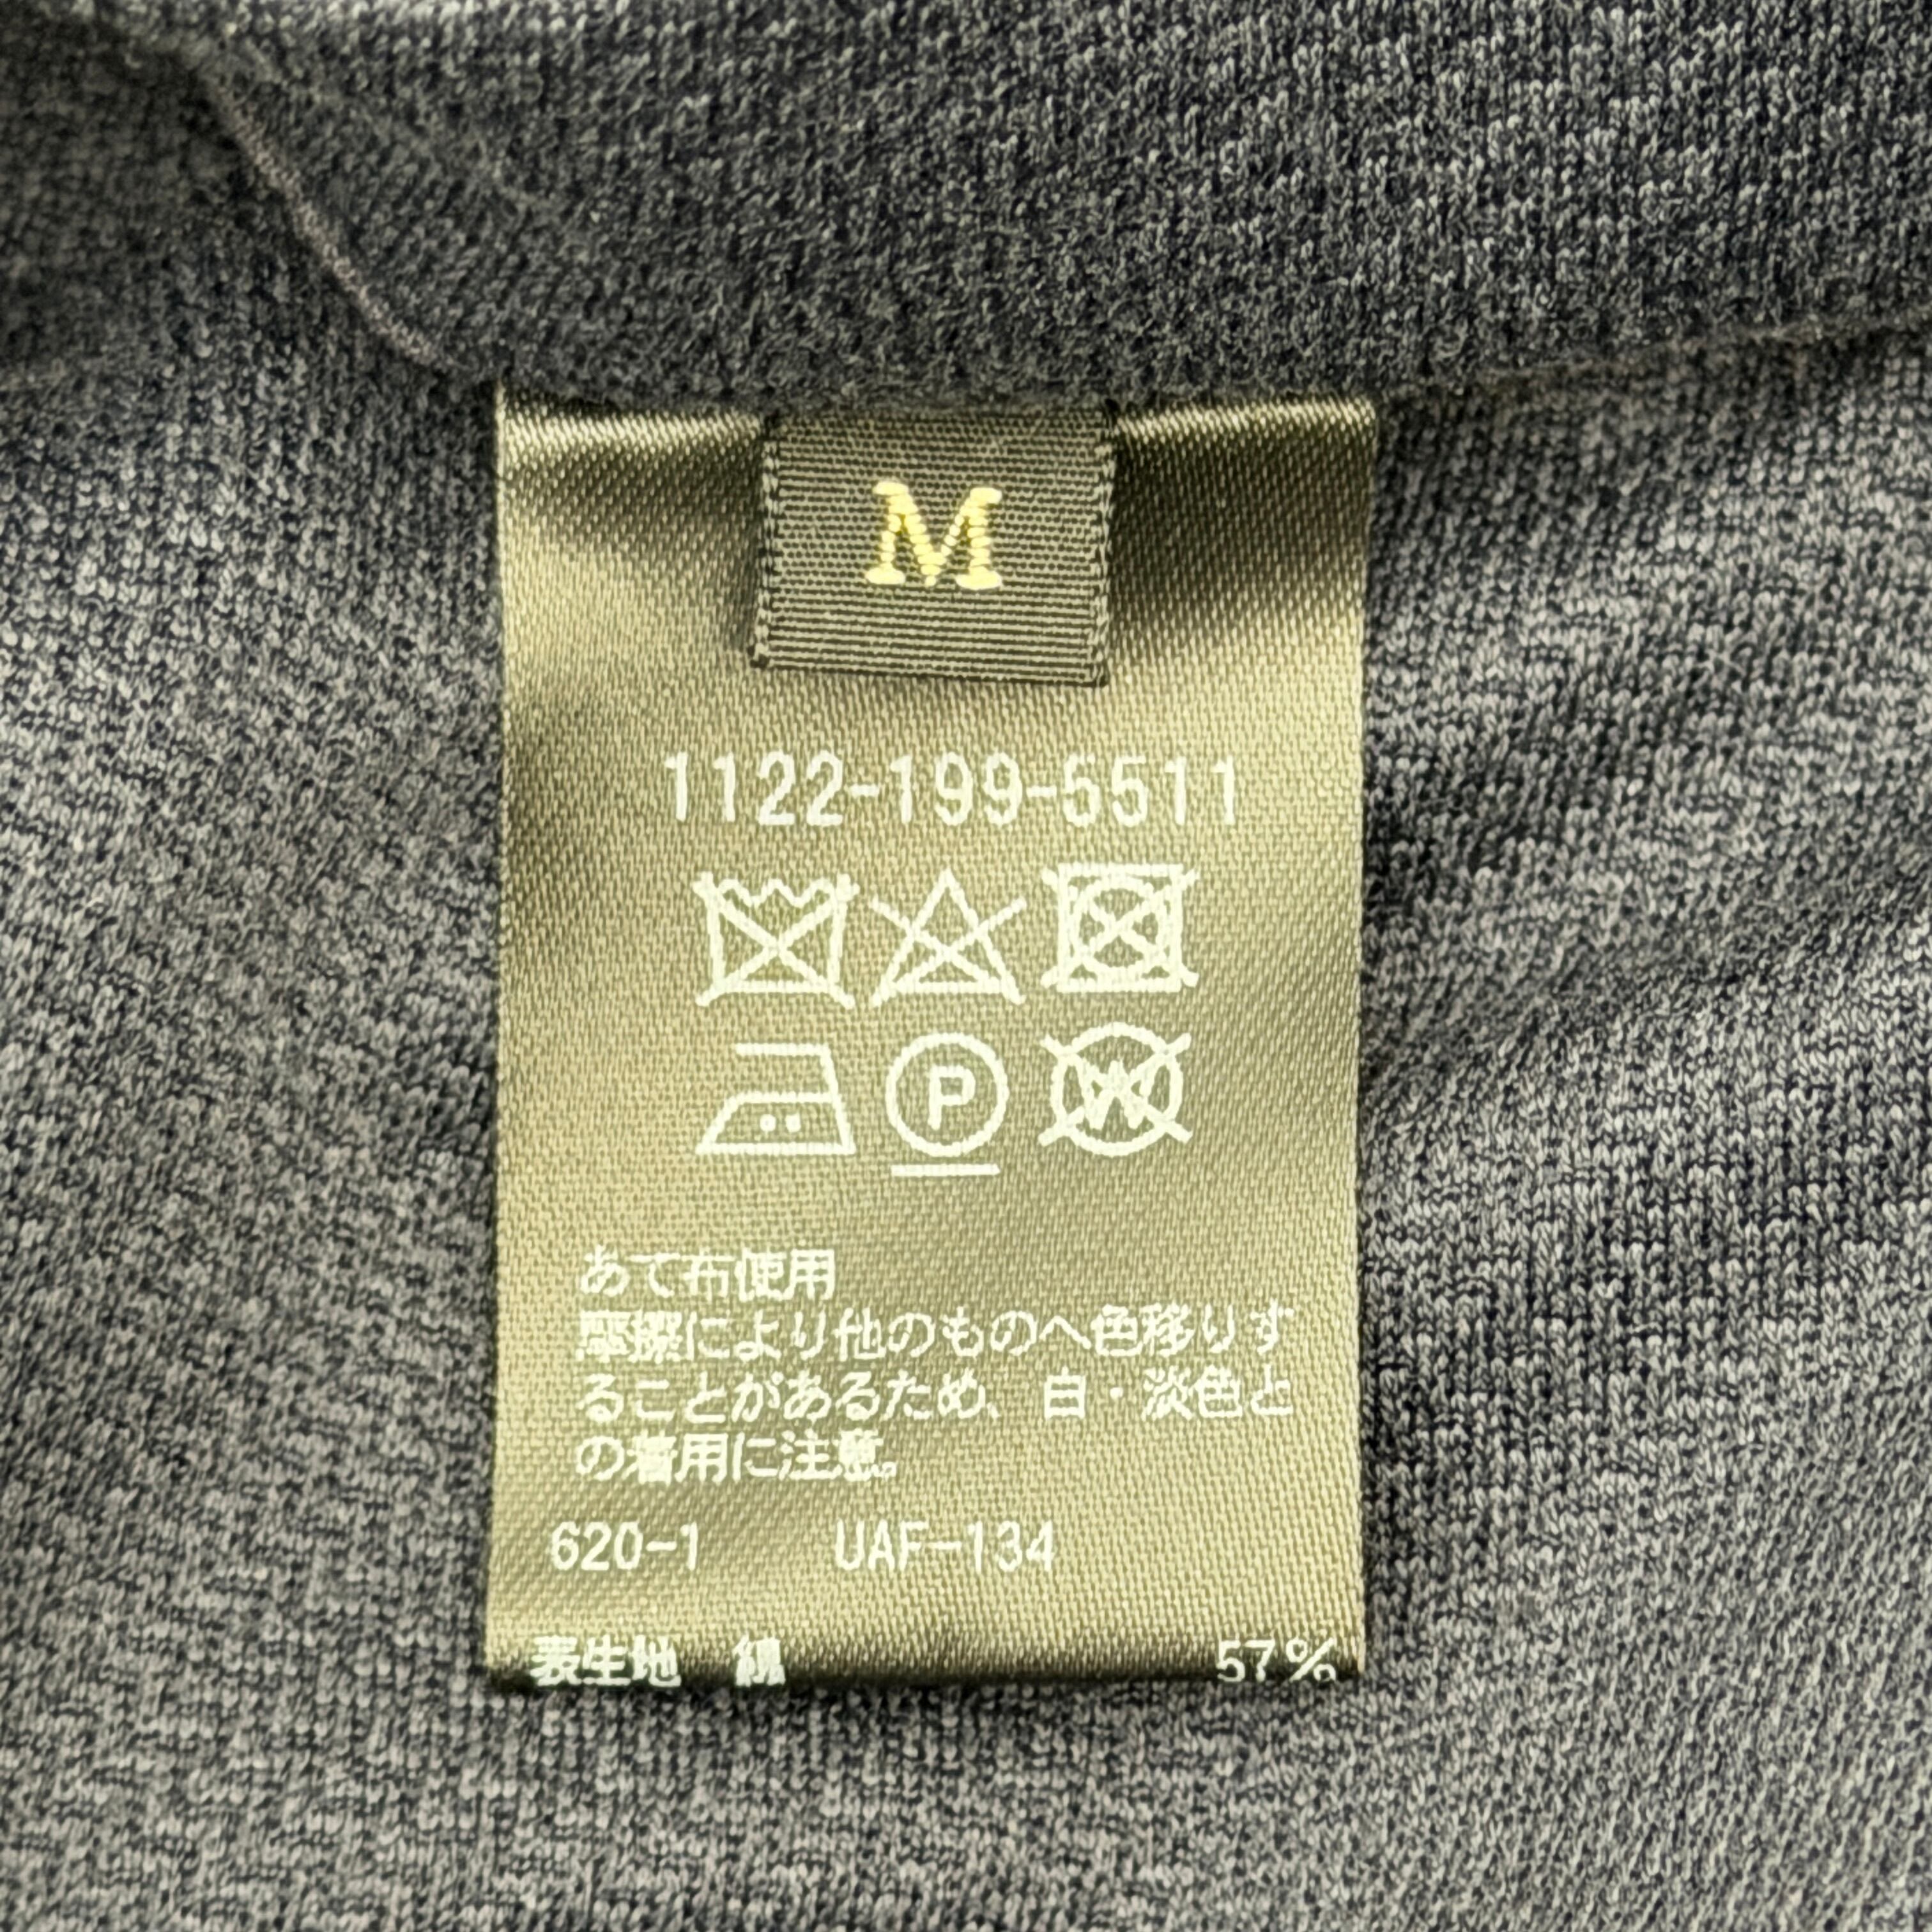 M
1122-199-5511
P W
あて布使用
摩擦により他のものへ色移りす
ることがあるため、白・淡色と
の着用に注意。
620-1 UAF-134
表生地 綿 57%